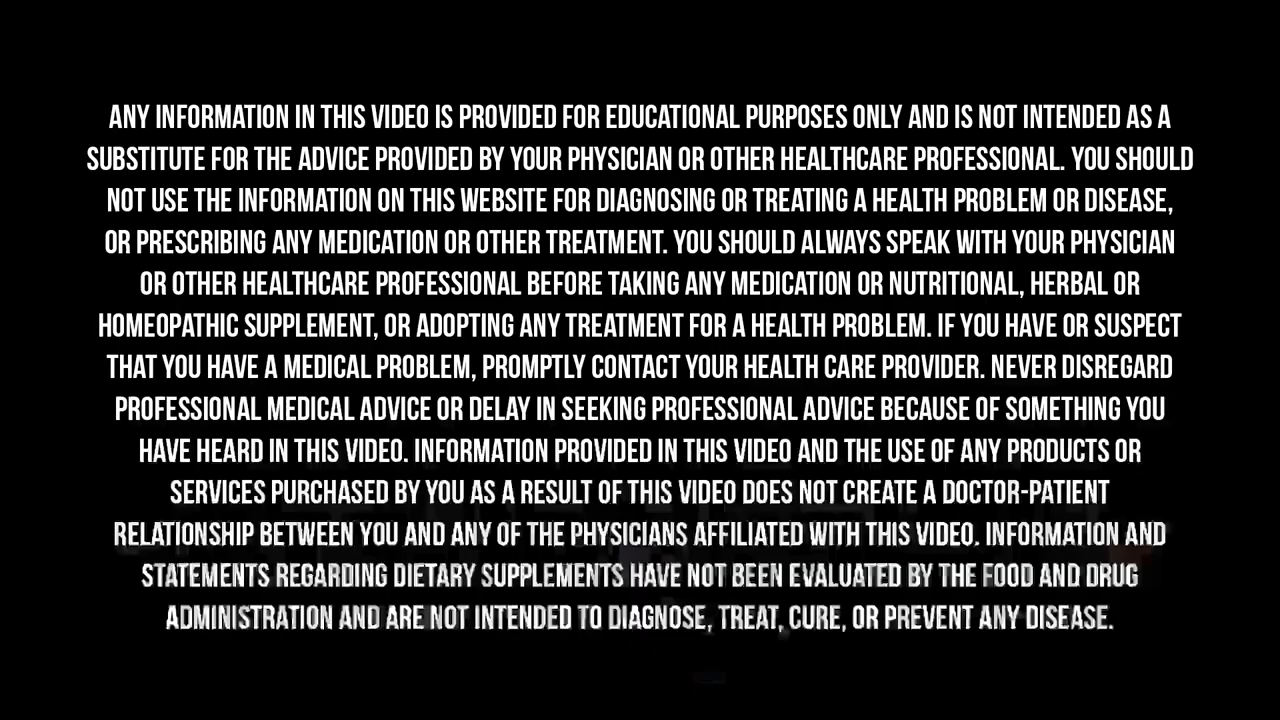 ANY INFORMATION IN THIS VIDEO IS PROVIDED FOR EDUCATIONAL PURPOSES ONLY AND IS NOT INTENDED AS A
SUBSTITUTE FOR THE ADVICE PROVIDED BY YOUR PHYSICIAN OR OTHER HEALTHCARE PROFESSIONAL. YOU SHOULD
NOT USE THE INFORMATION ON THIS WEBSITE FOR DIAGNOSING OR TREATING A HEALTH PROBLEM OR DISEASE,
OR PRESCRIBING ANY MEDICATION OR OTHER TREATMENT. YOU SHOULD ALWAYS SPEAK WITH YOUR PHYSICIAN
OR OTHER HEALTHCARE PROFESSIONAL BEFORE TAKING ANY MEDICATION OR NUTRITIONAL, HERBAL OR
HOMEOPATHIC SUPPLEMENT, OR ADOPTING ANY TREATMENT FOR A HEALTH PROBLEM. IF YOU HAVE OR SUSPECT
THAT YOU HAVE A MEDICAL PROBLEM, PROMPTLY CONTACT YOUR HEALTH CARE PROVIDER. NEVER DISREGARD
PROFESSIONAL MEDICAL ADVICE OR DELAY IN SEEKING PROFESSIONAL ADVICE BECAUSE OF SOMETHING YOU
HAVE HEARD IN THIS VIDEO. INFORMATION PROVIDED IN THIS VIDEO AND THE USE OF ANY PRODUCTS OR
SERVICES PURCHASED BY YOU AS A RESULT OF THIS VIDEO DOES NOT CREATE A DOCTOR-PATIENT
RELATIONSHIP BETWEEN YOU AND ANY OF THE PHYSICIANS AFFILIATED WITH THIS VIDEO. INFORMATION AND
STATEMENTS REGARDING DIETARY SUPPLEMENTS HAVE NOT BEEN EVALUATED BY THE FOOD AND DRUG
ADMINISTRATION AND ARE NOT INTENDED TO DIAGNOSE, TREAT, CURE, OR PREVENT ANY DISEASE.